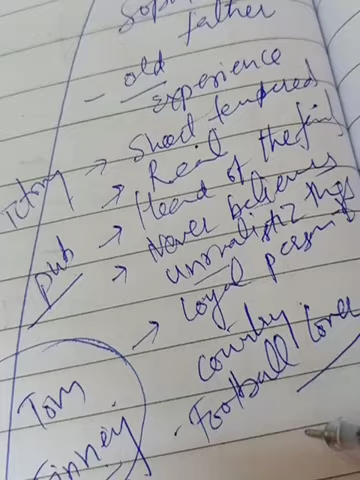 father
- old
experience
→ Short tempered
→ Real
→ Head of the family
→ Never believes
unrealistic things
→ Loyal person
Country
- Football lover
pub
Tom
Finney